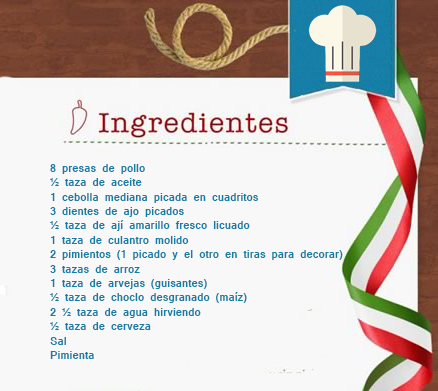 Ingredientes
8 presas de pollo
½ taza de aceite
1 cebolla mediana picada en cuadritos
3 dientes de ajo picados
½ taza de ají amarillo fresco licuado
1 taza de culantro molido
2 pimientos (1 picado y el otro en tiras para decorar)
3 tazas de arroz
1 taza de arvejas (guisantes)
½ taza de choclo desgranado (maíz)
2 ½ taza de agua hirviendo
½ taza de cerveza
Sal
Pimienta